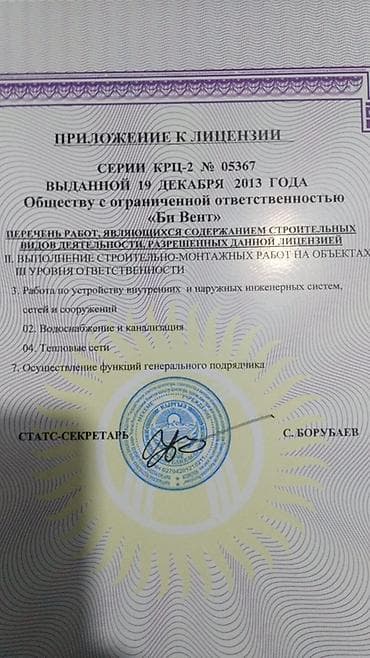 ПРИЛОЖЕНИЕ К ЛИЦЕНЗИИ
СЕРИИ КРЦ-2 № 05367
ВЫДАННОЙ 19 ДЕКАБРЯ 2013 ГОДА
Обществу с ограниченной ответственностью
«Би Вент»
ПЕРЕЧЕНЬ РАБОТ, ЯВЛЯЮЩИХСЯ СОДЕРЖАНИЕМ СТРОИТЕЛЬНЫХ
ВИДОВ ДЕЯТЕЛЬНОСТИ, РАЗРЕШЕННЫХ ДАННОЙ ЛИЦЕНЗИЕЙ
II. ВЫПОЛНЕНИЕ СТРОИТЕЛЬНО-МОНТАЖНЫХ РАБОТ НА ОБЪЕКТАХ
III УРОВНЯ ОТВЕТСТВЕННОСТИ
3. Работа по устройству внутренних и наружных инженерных систем,
сетей и сооружений
02. Водоснабжение и канализация
04. Тепловые сети
7. Осуществление функций генерального подрядчика
СТАТС-СЕКРЕТАРЬ С. БОРУБАЕВ